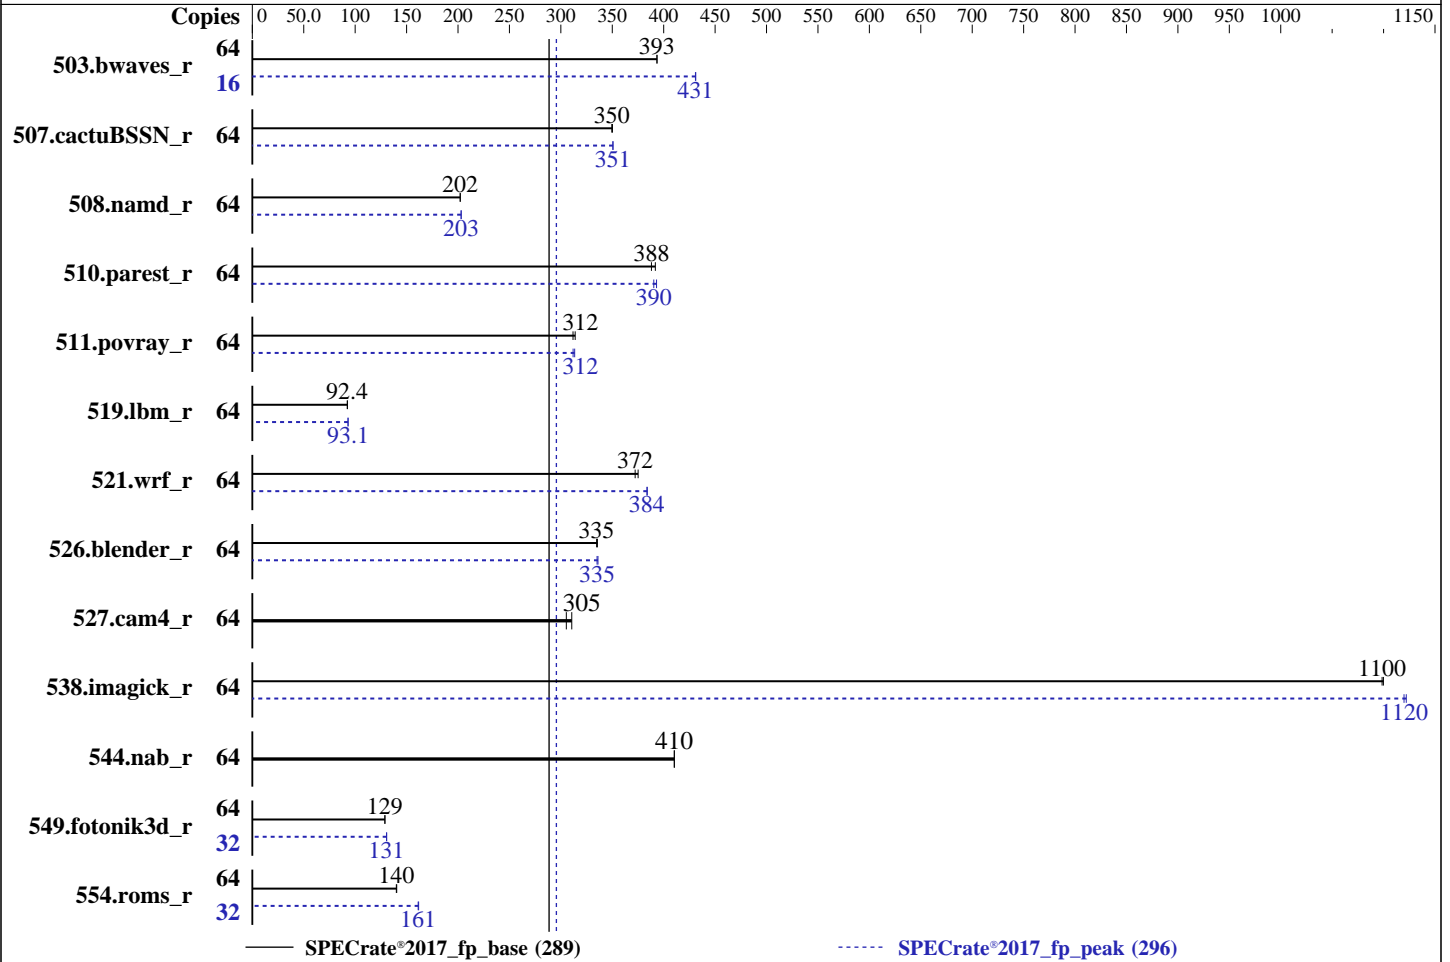 Copies 0 50.0 100 150 200 250 300 350 400 450 500 550 600 650 700 750 800 850 900 950 1000 1150
503.bwaves_r 64 393
16 431
507.cactuBSSN_r 64 350
351
508.namd_r 64 202
203
510.parest_r 64 388
390
511.povray_r 64 312
312
519.lbm_r 64 92.4
93.1
521.wrf_r 64 372
384
526.blender_r 64 335
335
527.cam4_r 64 305
538.imagick_r 64 1100
1120
544.nab_r 64 410
549.fotonik3d_r 64 129
32 131
554.roms_r 64 140
32 161
SPECrate®2017_fp_base (289) SPECrate®2017_fp_peak (296)